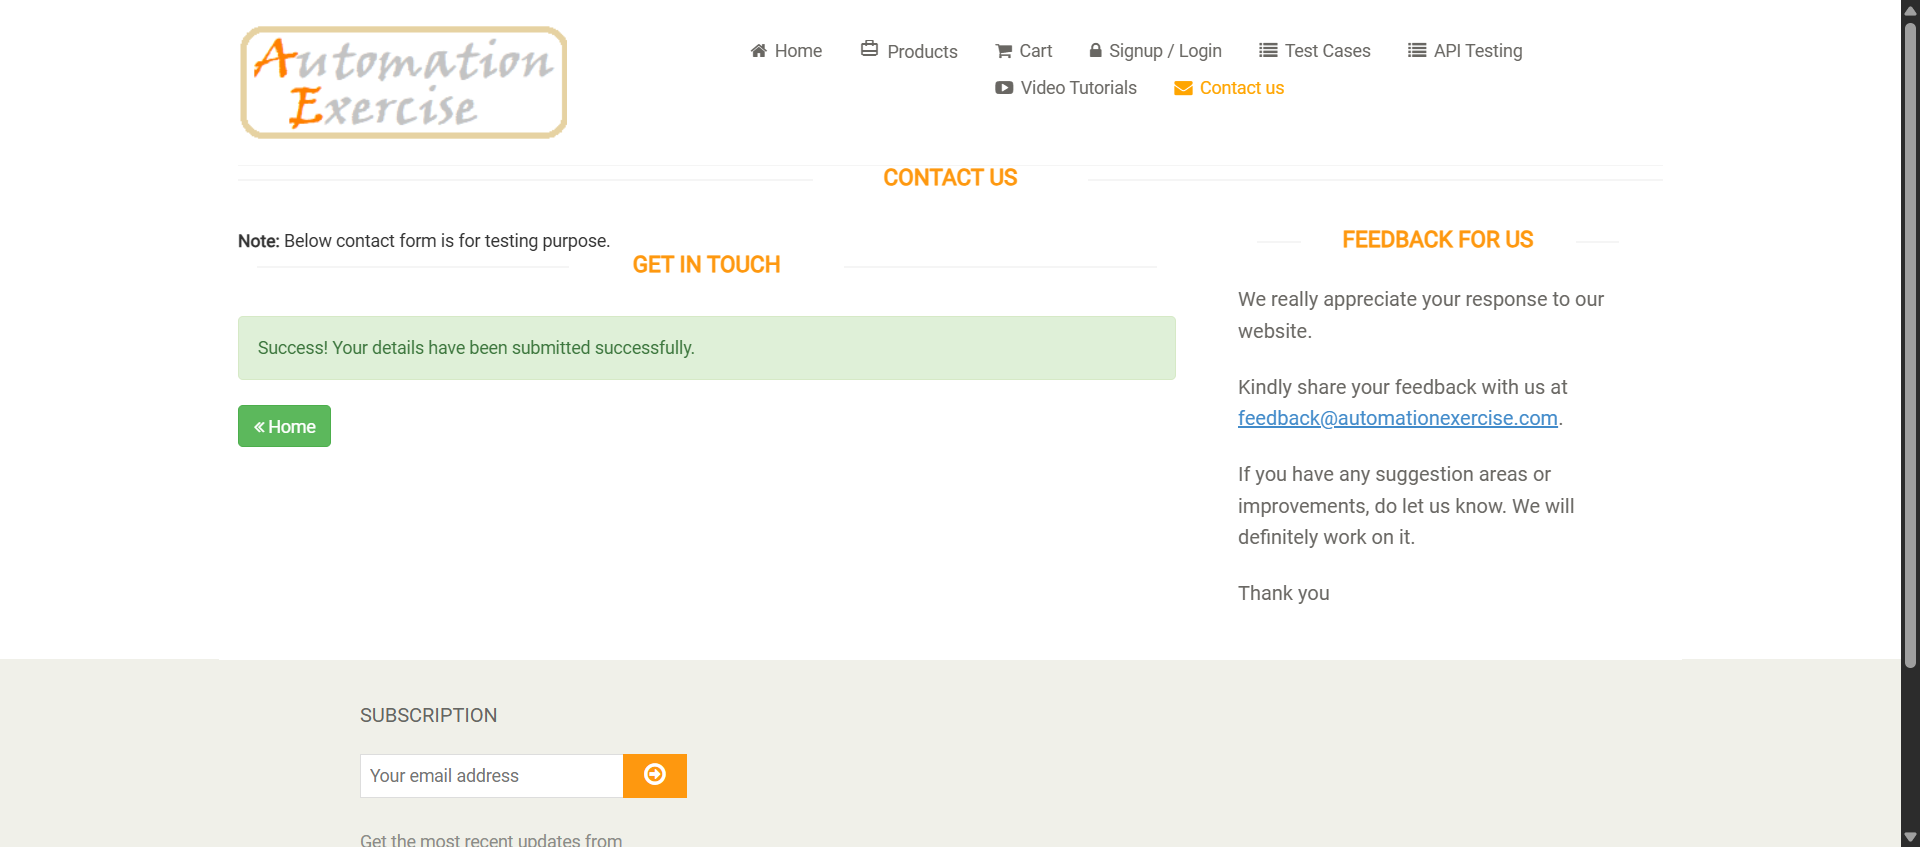 Automation
Exercise
Home
Products
Cart
Signup / Login
Test Cases
API Testing
Video Tutorials
Contact us
CONTACT US
Note: Below contact form is for testing purpose.
GET IN TOUCH
Success! Your details have been submitted successfully.
« Home
FEEDBACK FOR US
We really appreciate your response to our
website.
Kindly share your feedback with us at
feedback@automationexercise.com.
If you have any suggestion areas or
improvements, do let us know. We will
definitely work on it.
Thank you
SUBSCRIPTION
Your email address
Get the most recent updates from